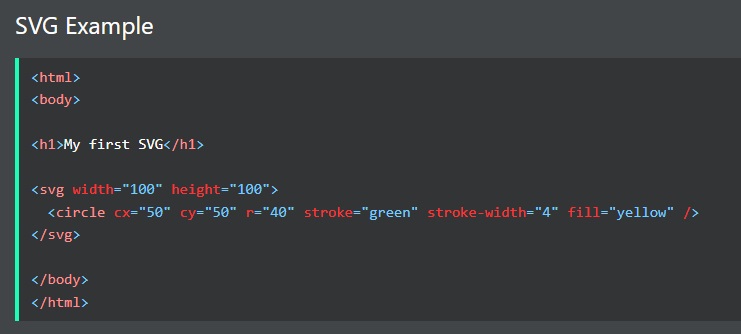 SVG Example
<html>
<body>
<h1>My first SVG</h1>
<svg width="100" height="100">
<circle cx="50" cy="50" r="40" stroke="green" stroke-width="4" fill="yellow" />
</svg>
</body>
</html>